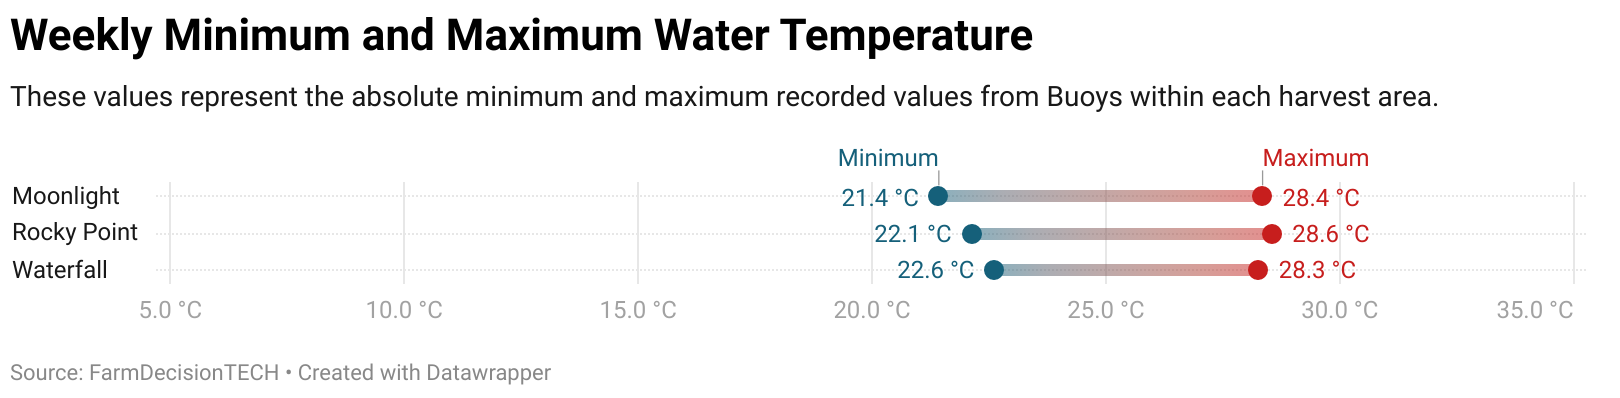 Weekly Minimum and Maximum Water Temperature
These values represent the absolute minimum and maximum recorded values from Buoys within each harvest area.
Minimum Maximum
Moonlight 21.4 °C 28.4 °C
Rocky Point 22.1 °C 28.6 °C
Waterfall 22.6 °C 28.3 °C
5.0 °C 10.0 °C 15.0 °C 20.0 °C 25.0 °C 30.0 °C 35.0 °C
Source: FarmDecisionTECH • Created with Datawrapper